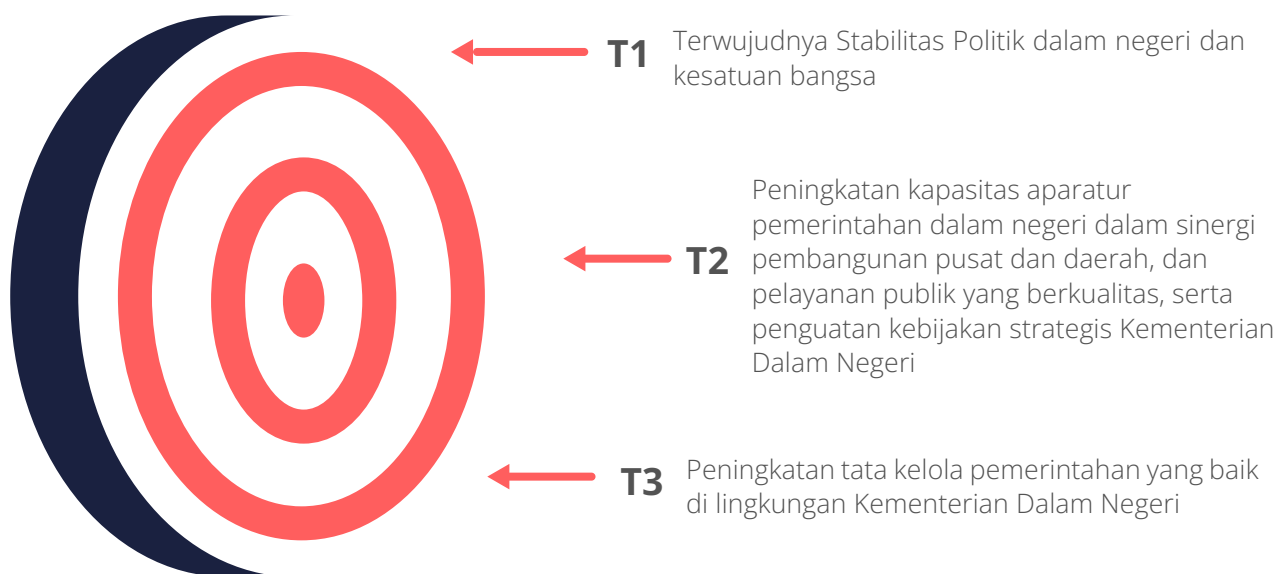 T1
Terwujudnya Stabilitas Politik dalam negeri dan
kesatuan bangsa
T2
Peningkatan kapasitas aparatur
pemerintahan dalam negeri dalam sinergi
pembangunan pusat dan daerah, dan
pelayanan publik yang berkualitas, serta
penguatan kebijakan strategis Kementerian
Dalam Negeri
T3
Peningkatan tata kelola pemerintahan yang baik
di lingkungan Kementerian Dalam Negeri